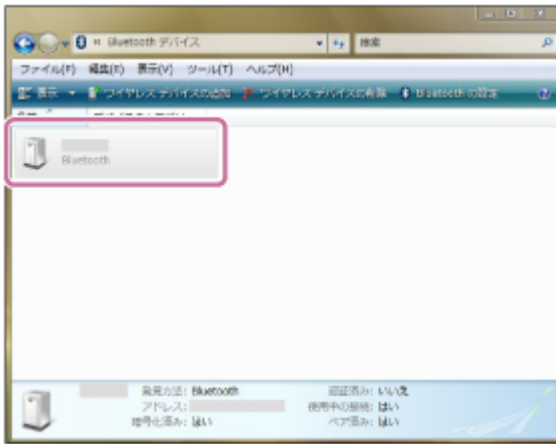 Bluetooth デバイス 検索
ファイル(F) 編集(E) 表示(V) ツール(T) ヘルプ(H)
表示 ワイヤレス デバイスの追加 ワイヤレス デバイスの削除 Bluetooth の設定
Bluetooth
発見方法: Bluetooth 認証済み: いいえ
アドレス: 使用中の接続: はい
暗号化済み: はい ペア済み: はい